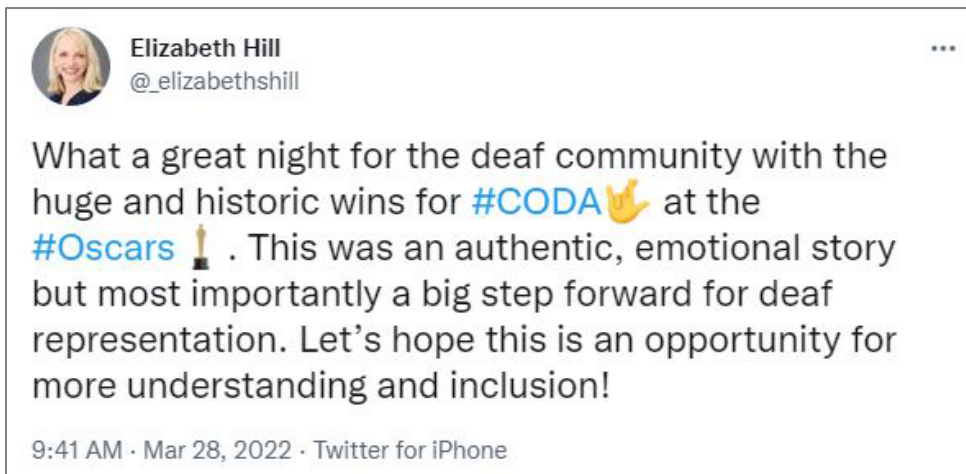 Elizabeth Hill
@_elizabethshill
What a great night for the deaf community with the
huge and historic wins for #CODA🤟 at the
#Oscars . This was an authentic, emotional story
but most importantly a big step forward for deaf
representation. Let’s hope this is an opportunity for
more understanding and inclusion!
9:41 AM · Mar 28, 2022 · Twitter for iPhone